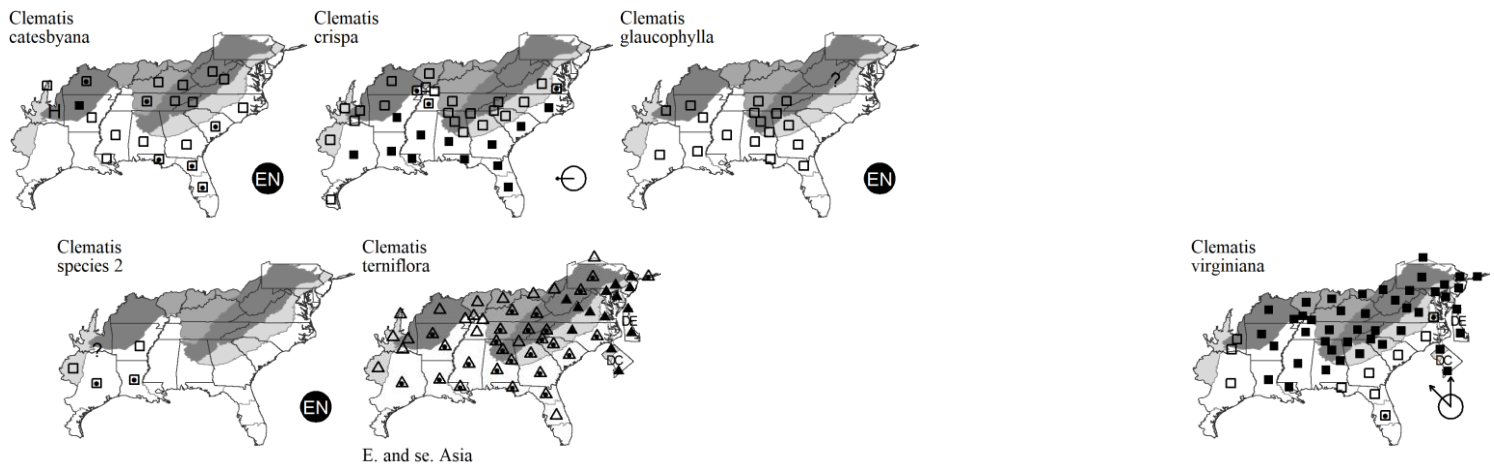 Clematis
catesbyana
H
EN
Clematis
crispa
Clematis
glaucophylla
?
EN
Clematis
species 2
?
EN
Clematis
terniflora
DE
DC
E. and se. Asia
Clematis
virginiana
DE
DC